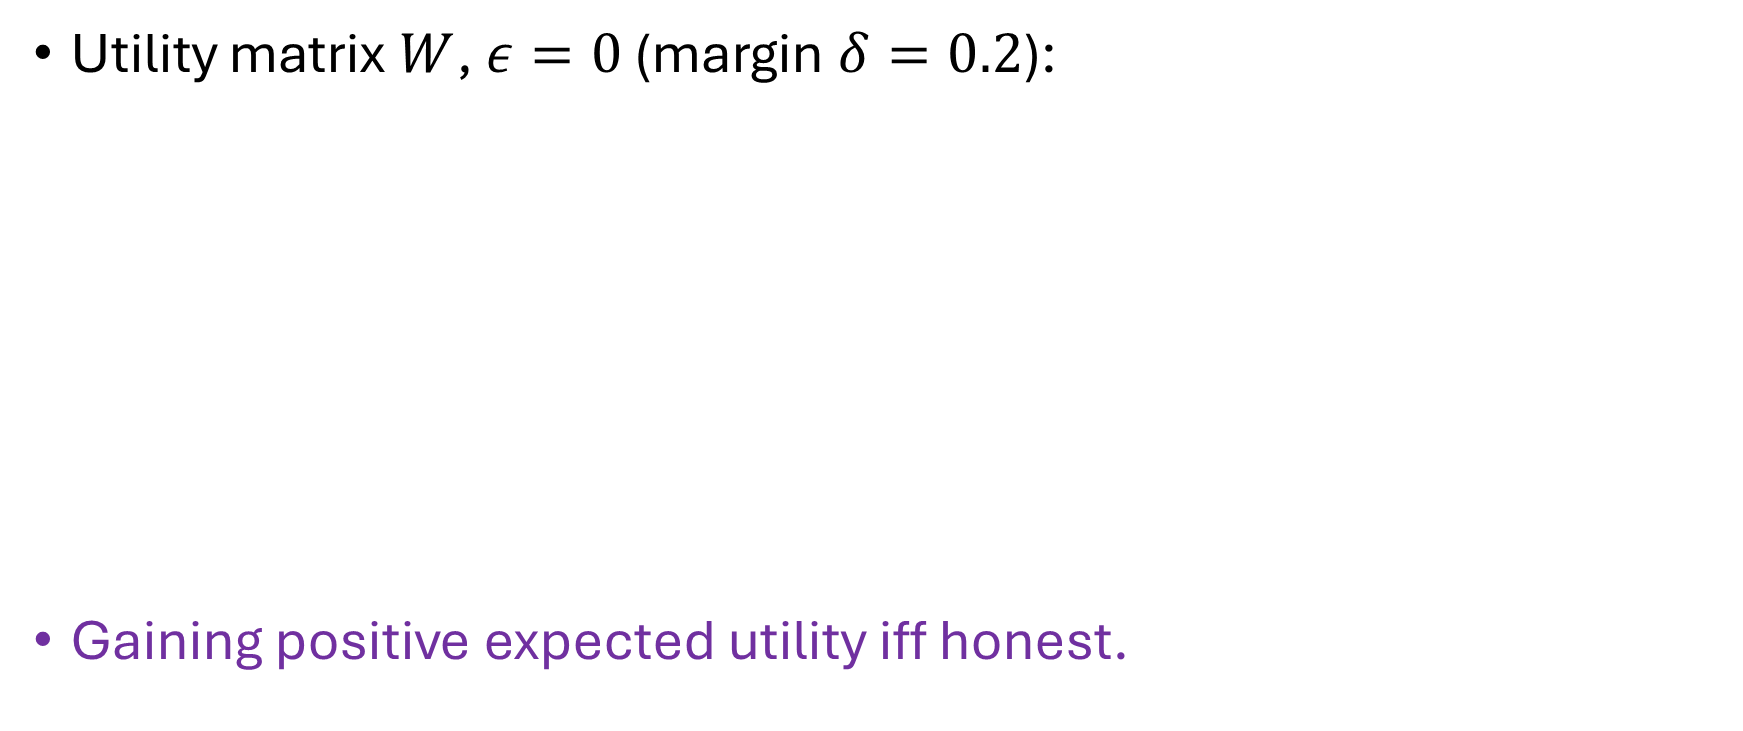 • Utility matrix 𝑊, 𝜖 = 0 (margin 𝛿 = 0.2):
• Gaining positive expected utility iff honest.